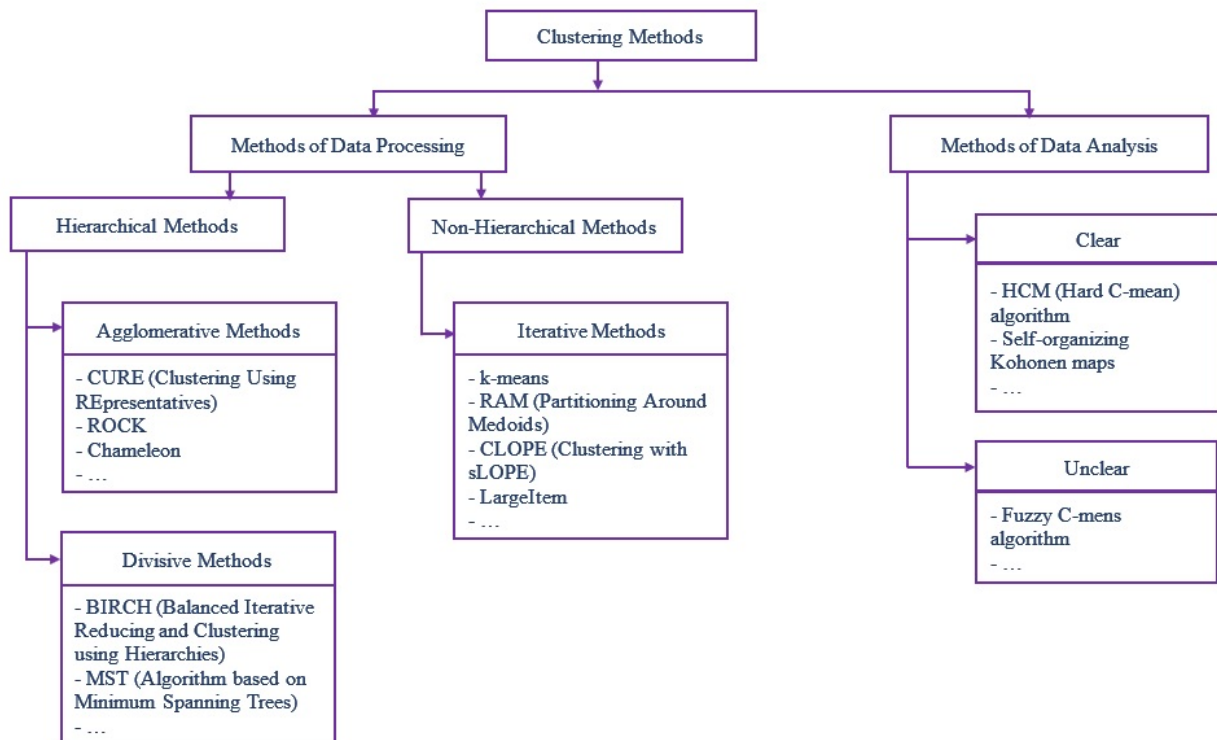 Clustering Methods
Methods of Data Processing
Methods of Data Analysis
Hierarchical Methods
Non-Hierarchical Methods
Agglomerative Methods
- CURE (Clustering Using
REpresentatives)
- ROCK
- Chameleon
- …
Divisive Methods
- BIRCH (Balanced Iterative
Reducing and Clustering
using Hierarchies)
- MST (Algorithm based on
Minimum Spanning Trees)
- …
Iterative Methods
- k-means
- RAM (Partitioning Around
Medoids)
- CLOPE (Clustering with
sLOPE)
- LargeItem
- …
Clear
- HCM (Hard C-mean)
algorithm
- Self-organizing
Kohonen maps
- …
Unclear
- Fuzzy C-mens
algorithm
- …